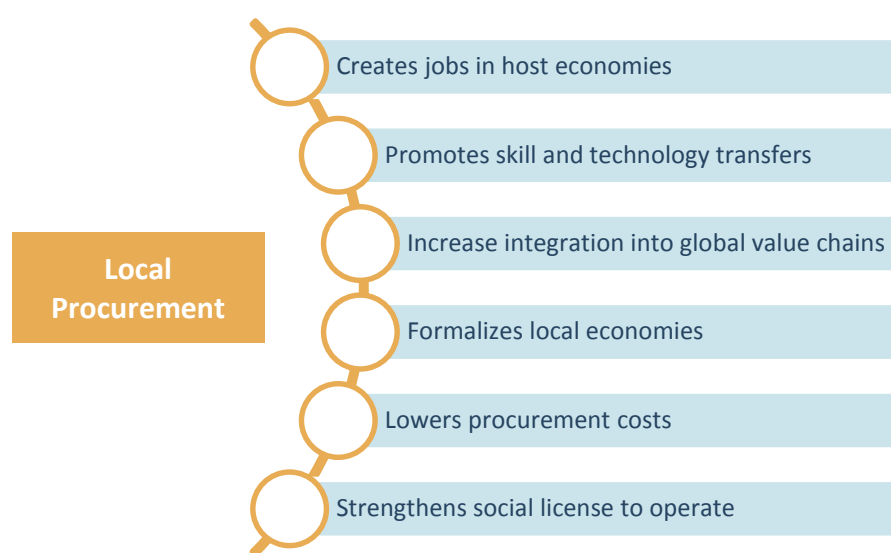 Creates jobs in host economies
Promotes skill and technology transfers
Increase integration into global value chains
Local
Procurement
Formalizes local economies
Lowers procurement costs
Strengthens social license to operate